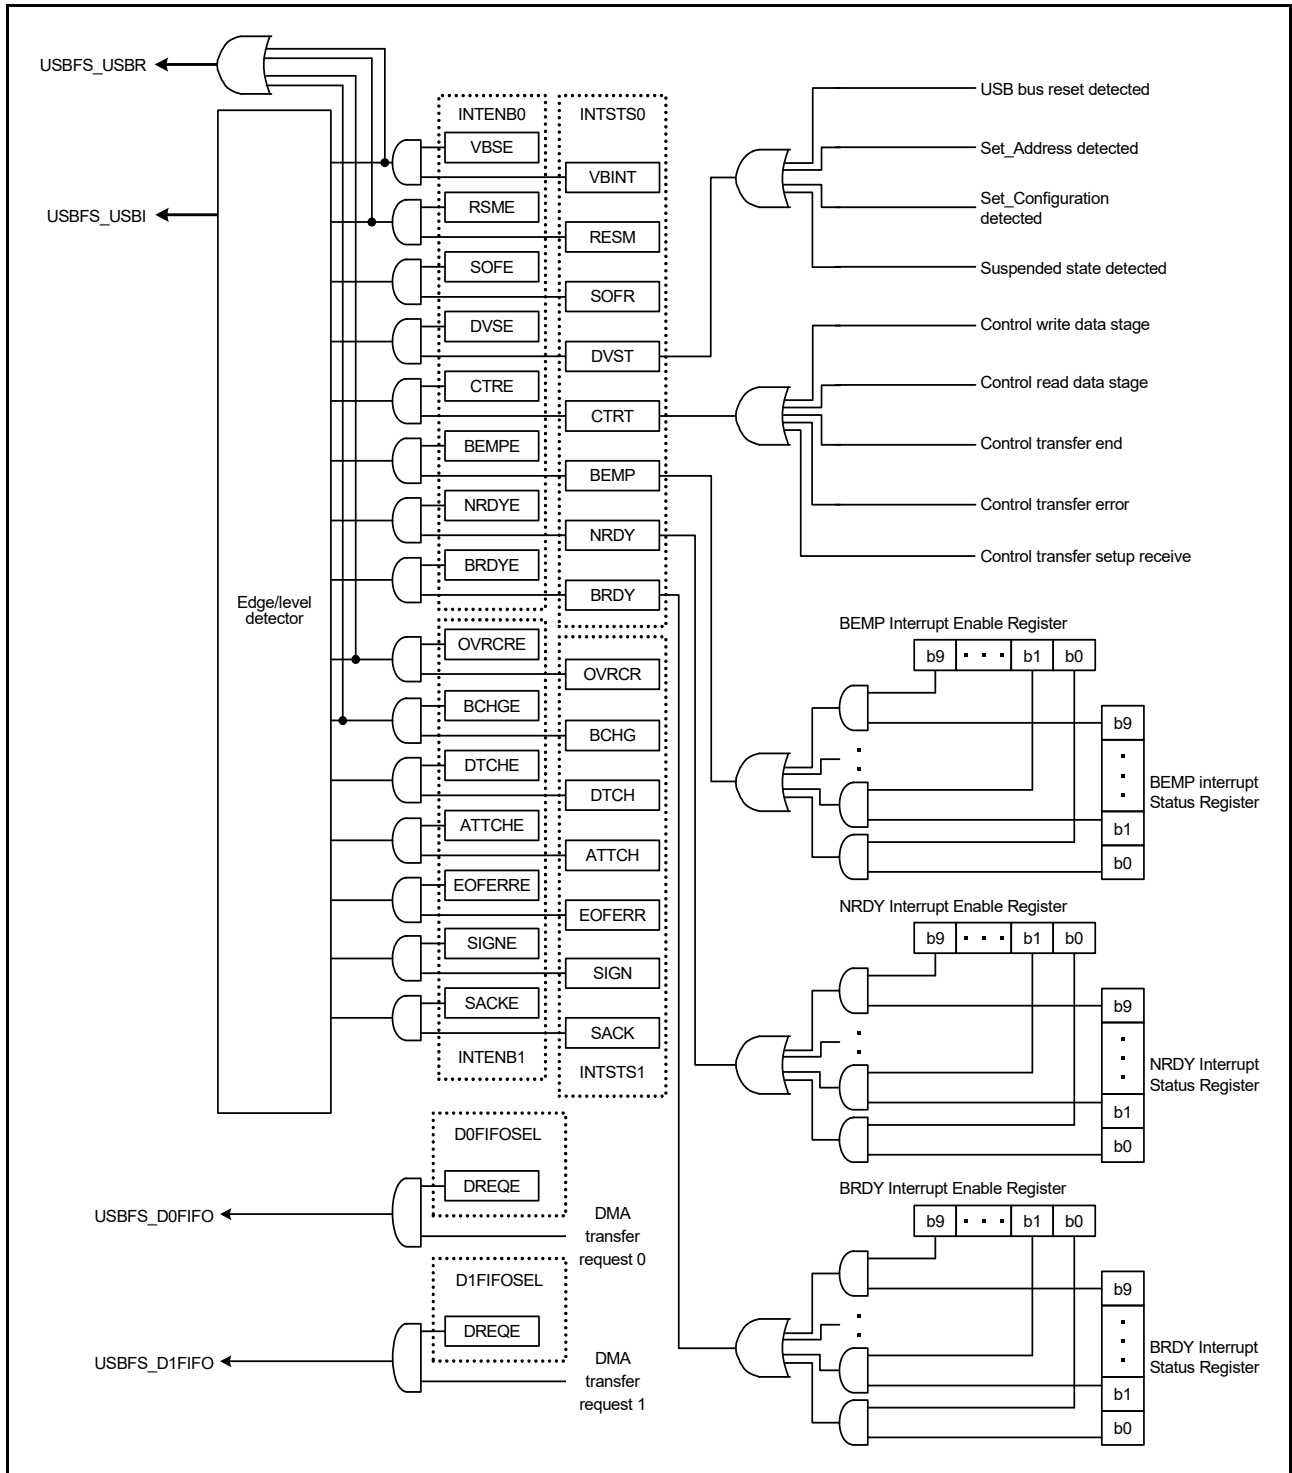 USBFS_USBR
USBFS_USBI
Edge/level
detector
INTENB0
VBSE
RSME
SOFE
DVSE
CTRE
BEMPE
NRDYE
BRDYE
OVRCRE
BCHGE
DTCHE
ATTCHE
EOFERRE
SIGNE
SACKE
INTENB1
INTSTS0
VBINT
RESM
SOFR
DVST
CTRT
BEMP
NRDY
BRDY
OVRCR
BCHG
DTCH
ATTCH
EOFERR
SIGN
SACK
INTSTS1
USB bus reset detected
Set_Address detected
Set_Configuration
detected
Suspended state detected
Control write data stage
Control read data stage
Control transfer end
Control transfer error
Control transfer setup receive
BEMP Interrupt Enable Register
b9 · · · b1 b0
b9
b1
b0
BEMP interrupt
Status Register
NRDY Interrupt Enable Register
b9 · · · b1 b0
b9
b1
b0
NRDY Interrupt
Status Register
BRDY Interrupt Enable Register
b9 · · · b1 b0
b9
b1
b0
BRDY Interrupt
Status Register
D0FIFOSEL
DREQE
USBFS_D0FIFO
DMA
transfer
request 0
D1FIFOSEL
DREQE
USBFS_D1FIFO
DMA
transfer
request 1